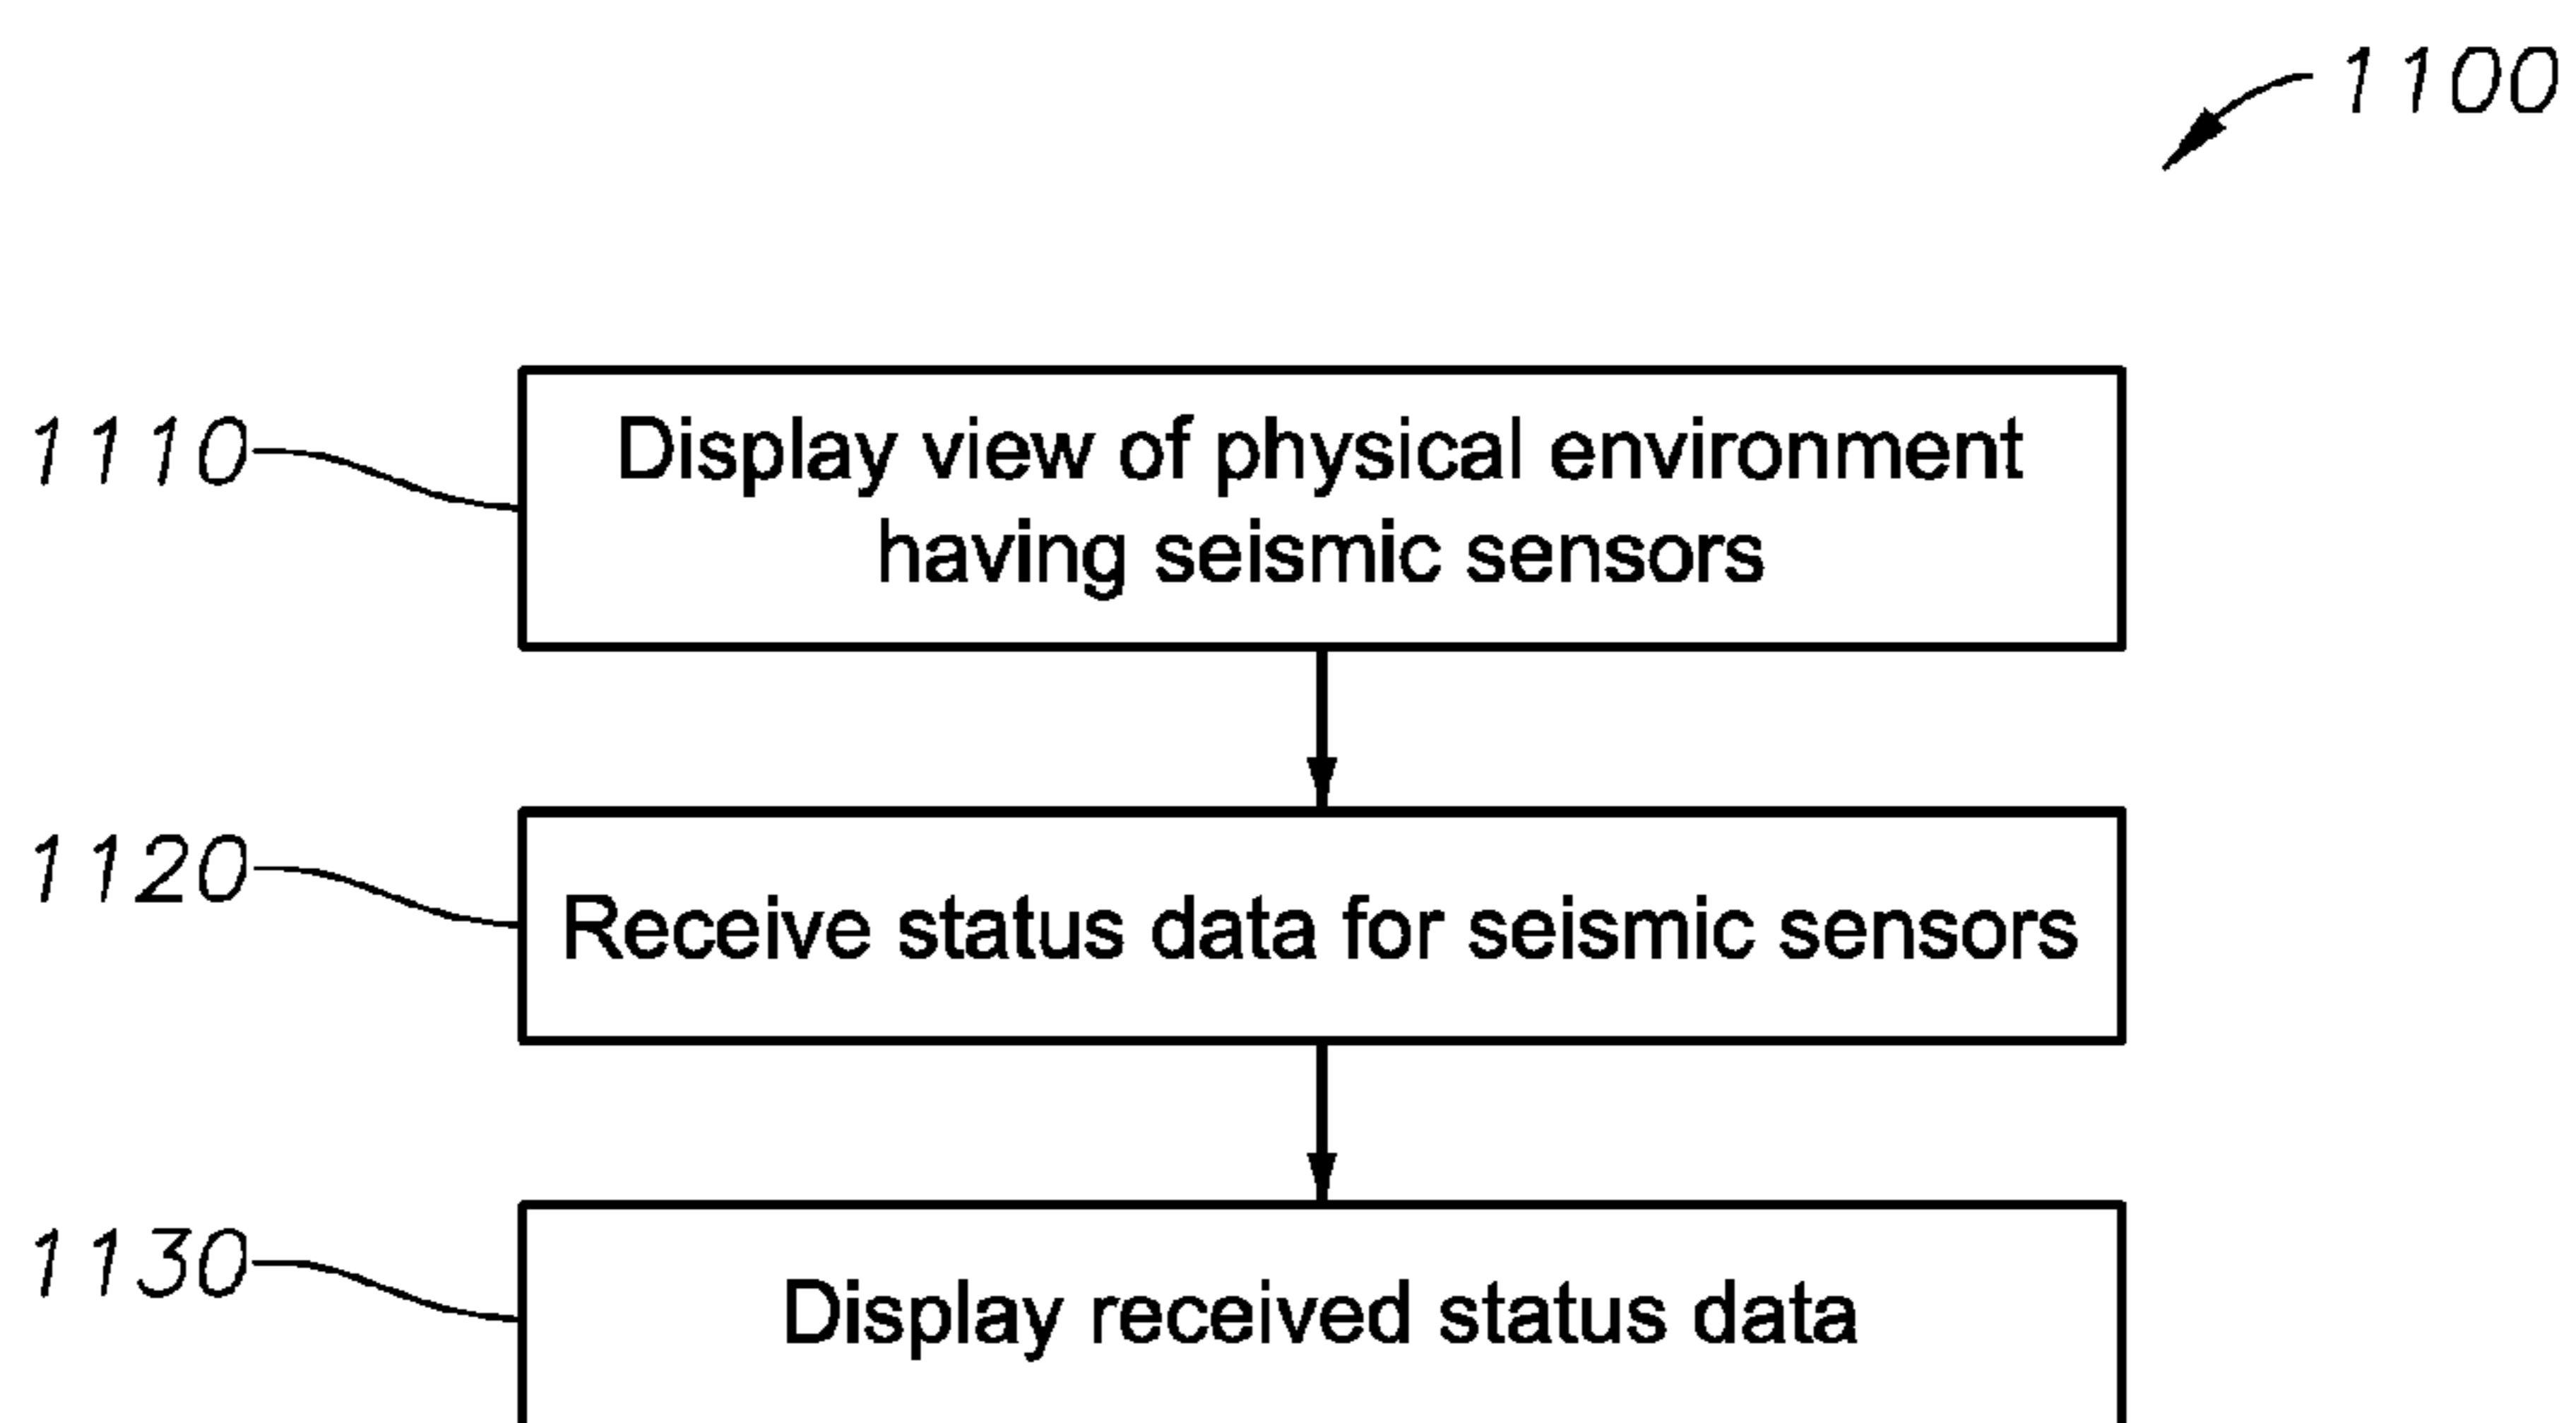 1100
1110
Display view of physical environment
having seismic sensors
1120
Receive status data for seismic sensors
1130
Display received status data